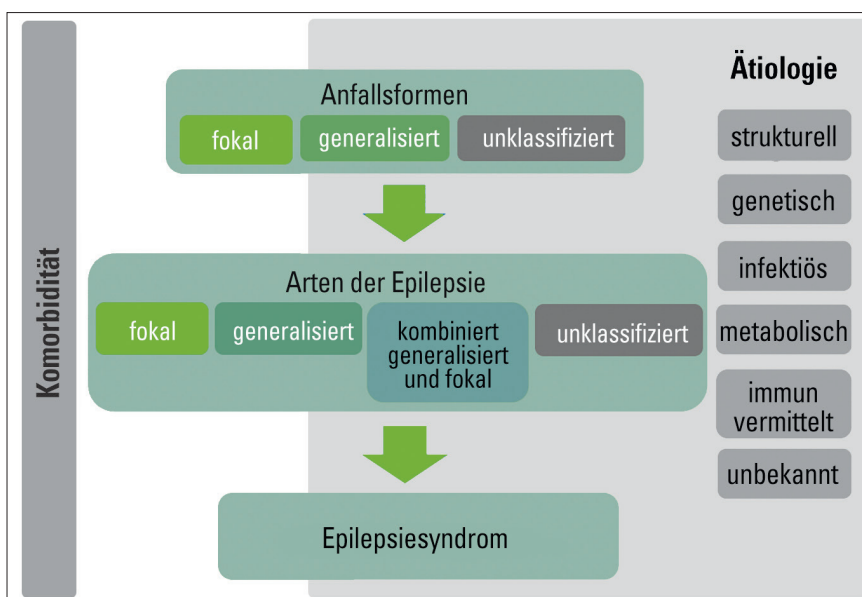 Komorbidität
Anfallsformen
fokal
generalisiert
unklassifiziert
Arten der Epilepsie
fokal
generalisiert
kombiniert
generalisiert
und fokal
unklassifiziert
Epilepsiesyndrom
Ätiologie
strukturell
genetisch
infektiös
metabolisch
immun
vermittelt
unbekannt